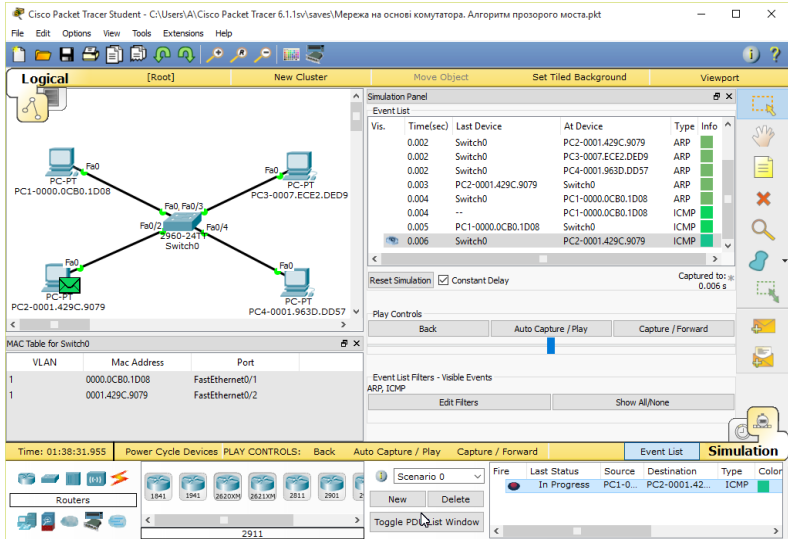 Cisco Packet Tracer Student - C:\Users\A\Cisco Packet Tracer 6.1.1sv\saves\Мережа на основі комутатора. Алгоритм прозорого моста.pkt
File Edit Options View Tools Extensions Help
Logical [Root] New Cluster Move Object Set Tiled Background Viewport
Simulation Panel
Event List
Vis. Time(sec) Last Device At Device Type Info
0.002 Switch0 PC2-0001.429C.9079 ARP
0.002 Switch0 PC3-0007.ECE2.DED9 ARP
0.002 Switch0 PC4-0001.963D.DD57 ARP
0.003 PC2-0001.429C.9079 Switch0 ARP
0.004 Switch0 PC1-0000.0CB0.1D08 ARP
0.004 -- PC1-0000.0CB0.1D08 ICMP
0.005 PC1-0000.0CB0.1D08 Switch0 ICMP
0.006 Switch0 PC2-0001.429C.9079 ICMP
Reset Simulation Constant Delay Captured to: *
0.006 s
Play Controls
Back Auto Capture / Play Capture / Forward
Event List Filters - Visible Events
ARP, ICMP
Edit Filters Show All/None
Fa0
PC-PT
PC1-0000.0CB0.1D08
Fa0
PC-PT
PC3-0007.ECE2.DED9
Fa0, Fa0/3
Fa0/2 Fa0/4
2960-24TT
Switch0
Fa0
PC-PT
PC2-0001.429C.9079
Fa0
PC-PT
PC4-0001.963D.DD57
MAC Table for Switch0
VLAN Mac Address Port
1 0000.0CB0.1D08 FastEthernet0/1
1 0001.429C.9079 FastEthernet0/2
Time: 01:38:31.955 Power Cycle Devices PLAY CONTROLS: Back Auto Capture / Play Capture / Forward Event List Simulation
Routers
1841 1941 2620XM 2621XM 2811 2901
2911
Scenario 0
New Delete
Toggle PDU List Window
Fire Last Status Source Destination Type Color
In Progress PC1-0... PC2-0001.42... ICMP